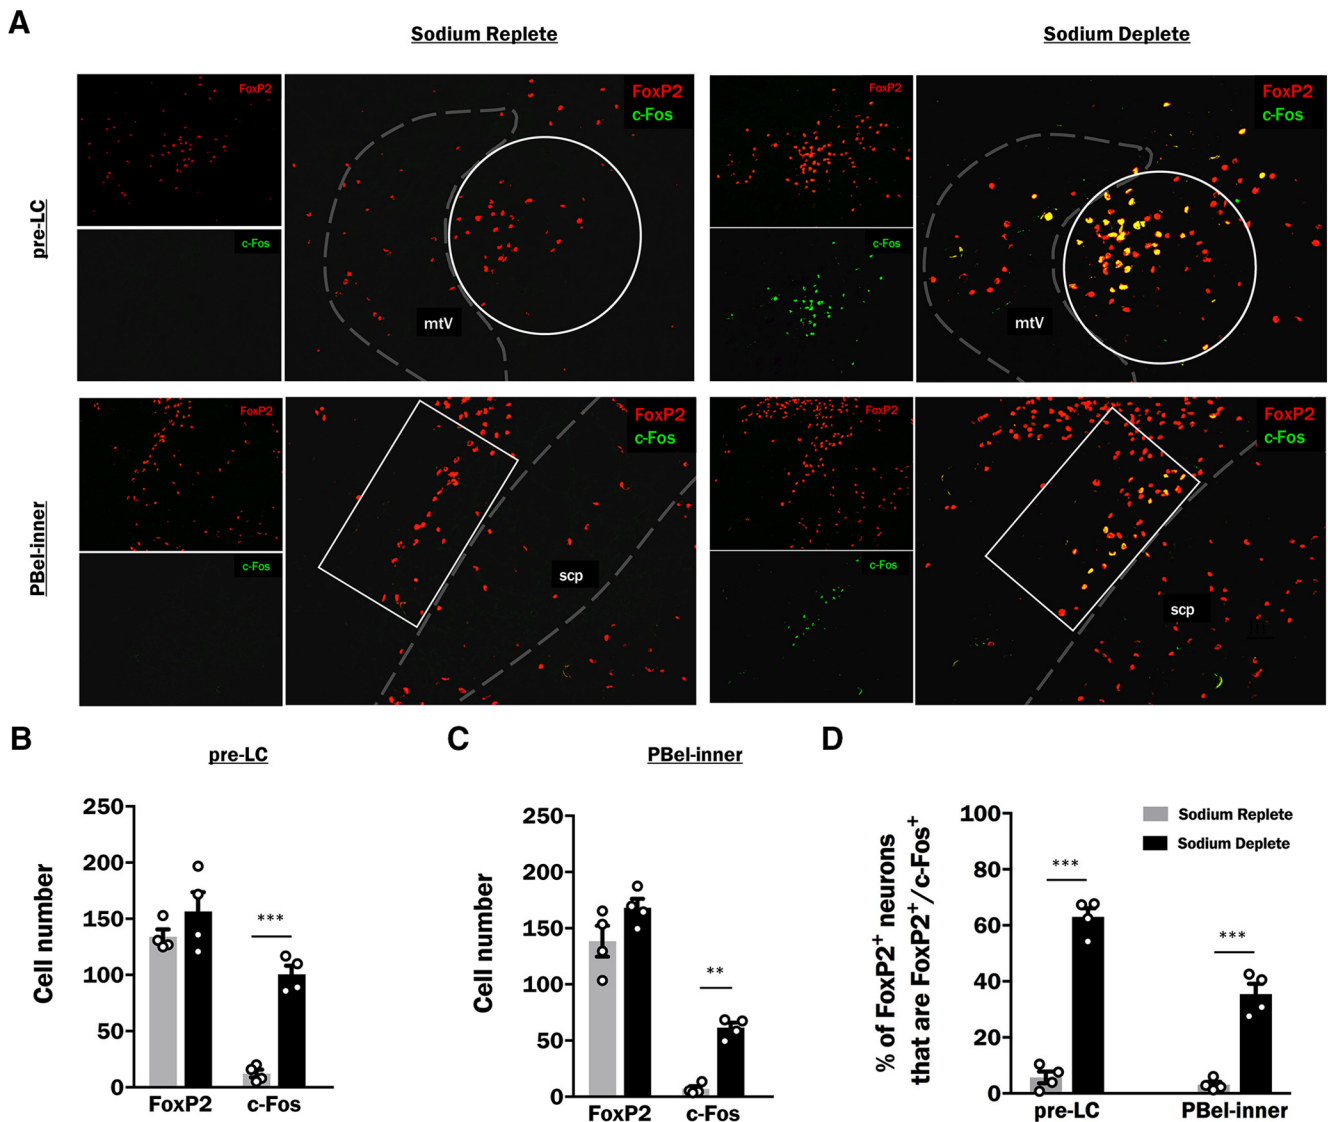 A
Sodium Replete
Sodium Deplete
pre-LC
FoxP2
c-Fos
FoxP2
c-Fos
mtV
FoxP2
c-Fos
FoxP2
c-Fos
mtV
PBel-inner
FoxP2
c-Fos
FoxP2
c-Fos
scp
FoxP2
c-Fos
FoxP2
c-Fos
scp
B
pre-LC
Cell number
250
200
150
100
50
0
***
FoxP2
c-Fos
C
PBel-inner
Cell number
250
200
150
100
50
0
**
FoxP2
c-Fos
D
% of FoxP2⁺ neurons
that are FoxP2⁺/c-Fos⁺
100
80
60
40
20
0
***
***
pre-LC
PBel-inner
Sodium Replete
Sodium Deplete